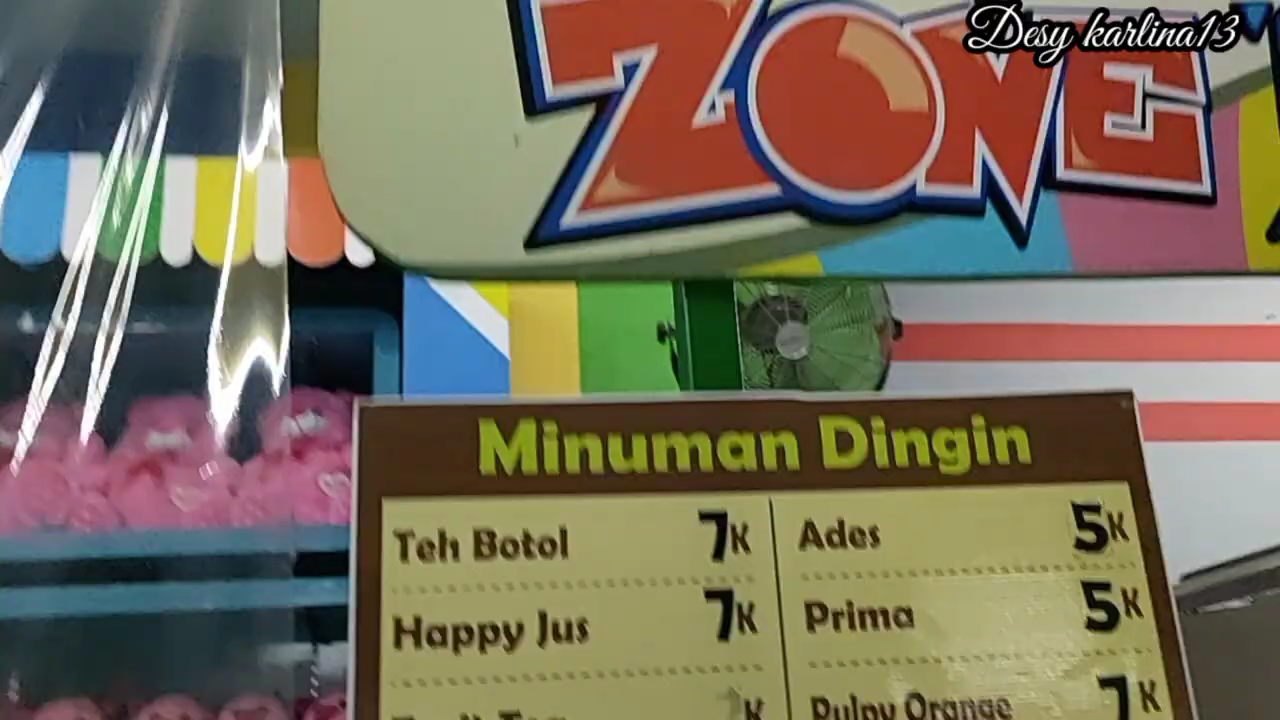 Desy karlina13
ZONE
Minuman Dingin
Teh Botol 7K
Ades 5K
Happy Jus 7K
Prima 5K
Pulpy Orange 7K